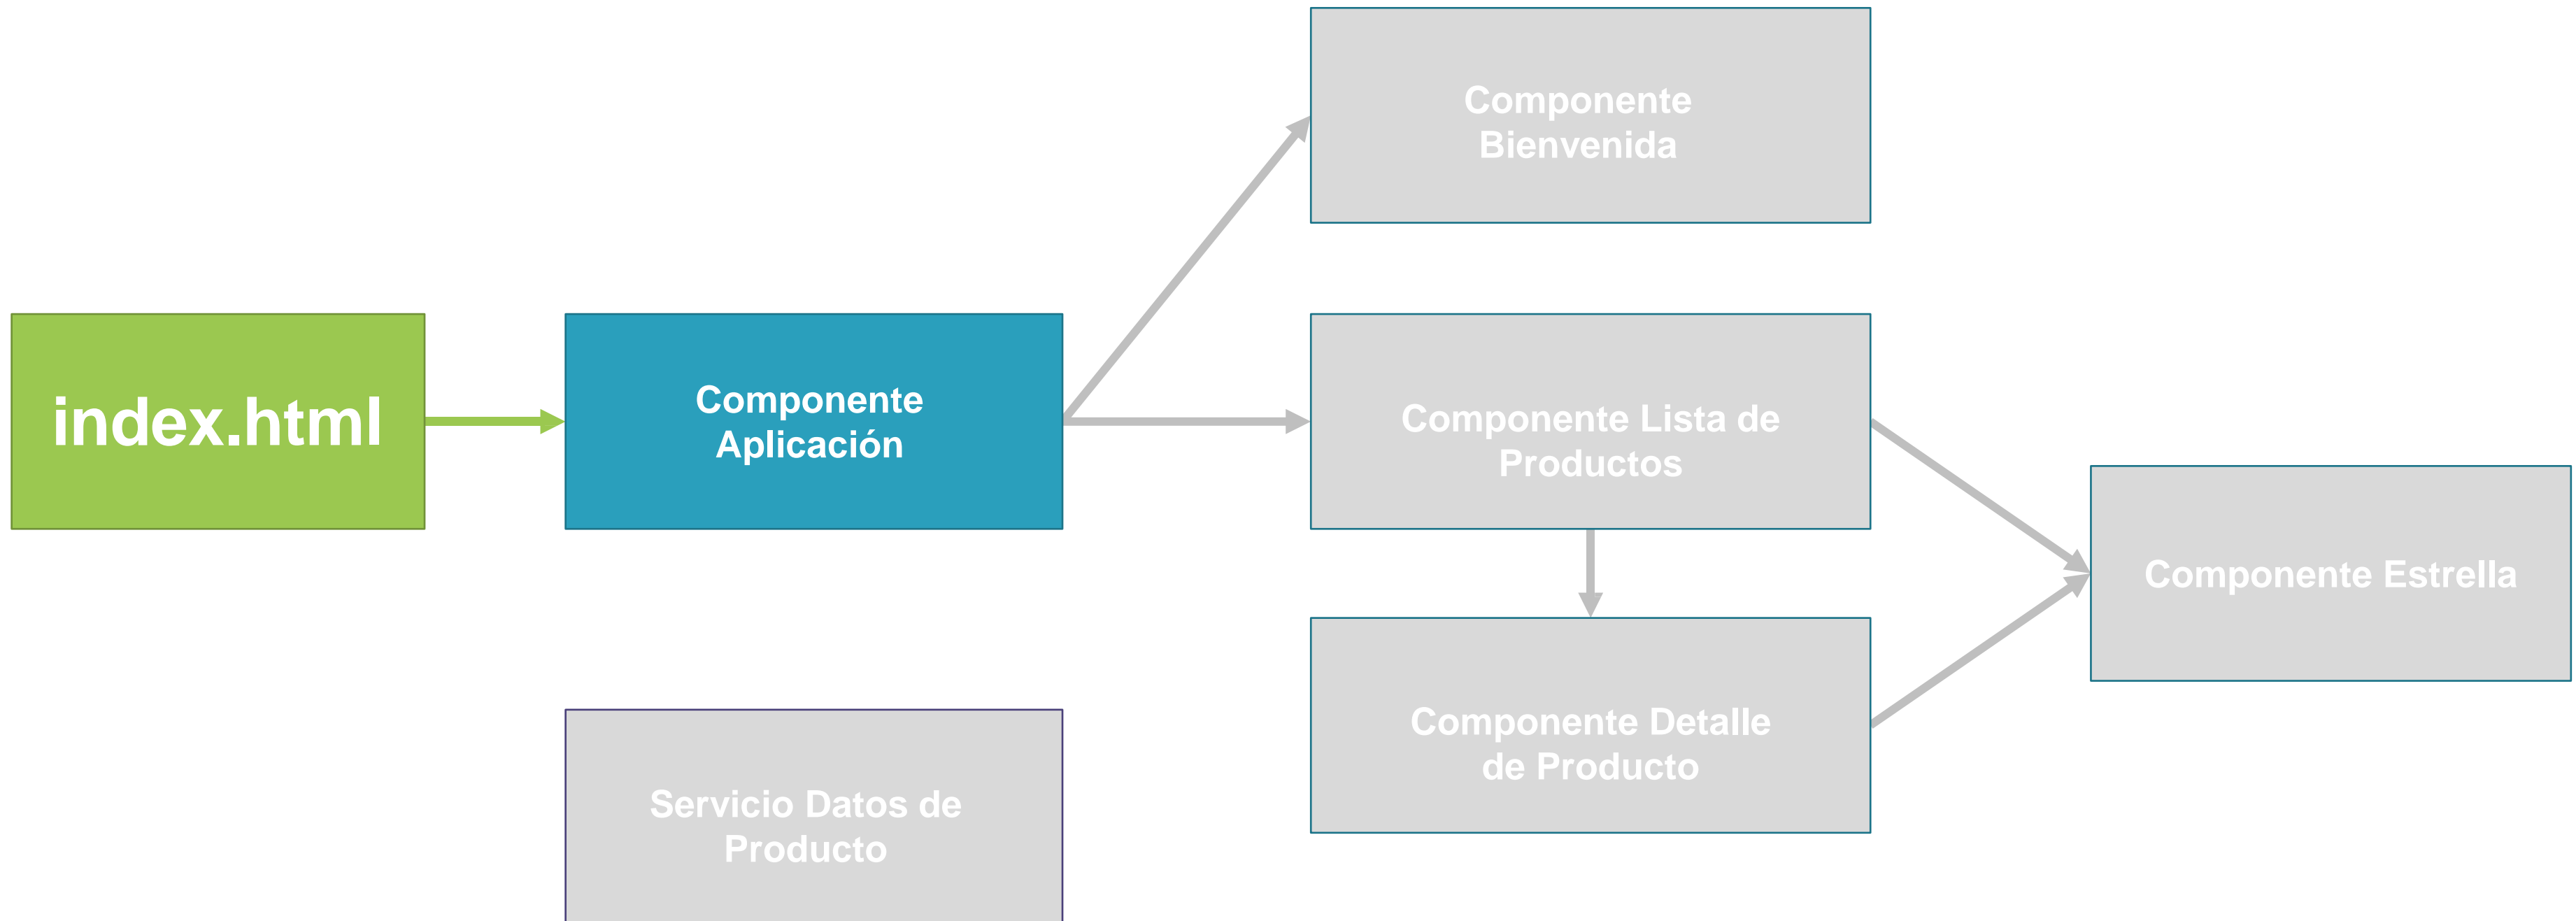 Componente
Bienvenida
index.html
Componente
Aplicación
Componente Lista de
Productos
Componente Estrella
Componente Detalle
de Producto
Servicio Datos de
Producto